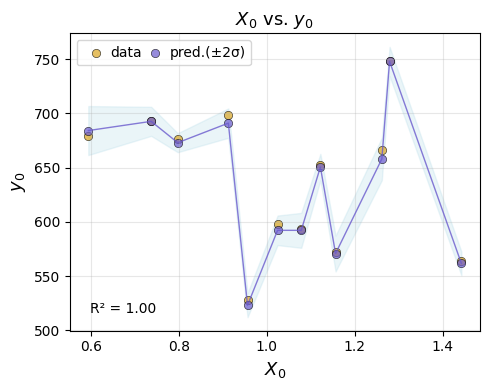 X₀ vs. y₀
data
pred.(±2σ)
750
700
650
600
550
500
y₀
R² = 1.00
0.6
0.8
1.0
1.2
1.4
X₀